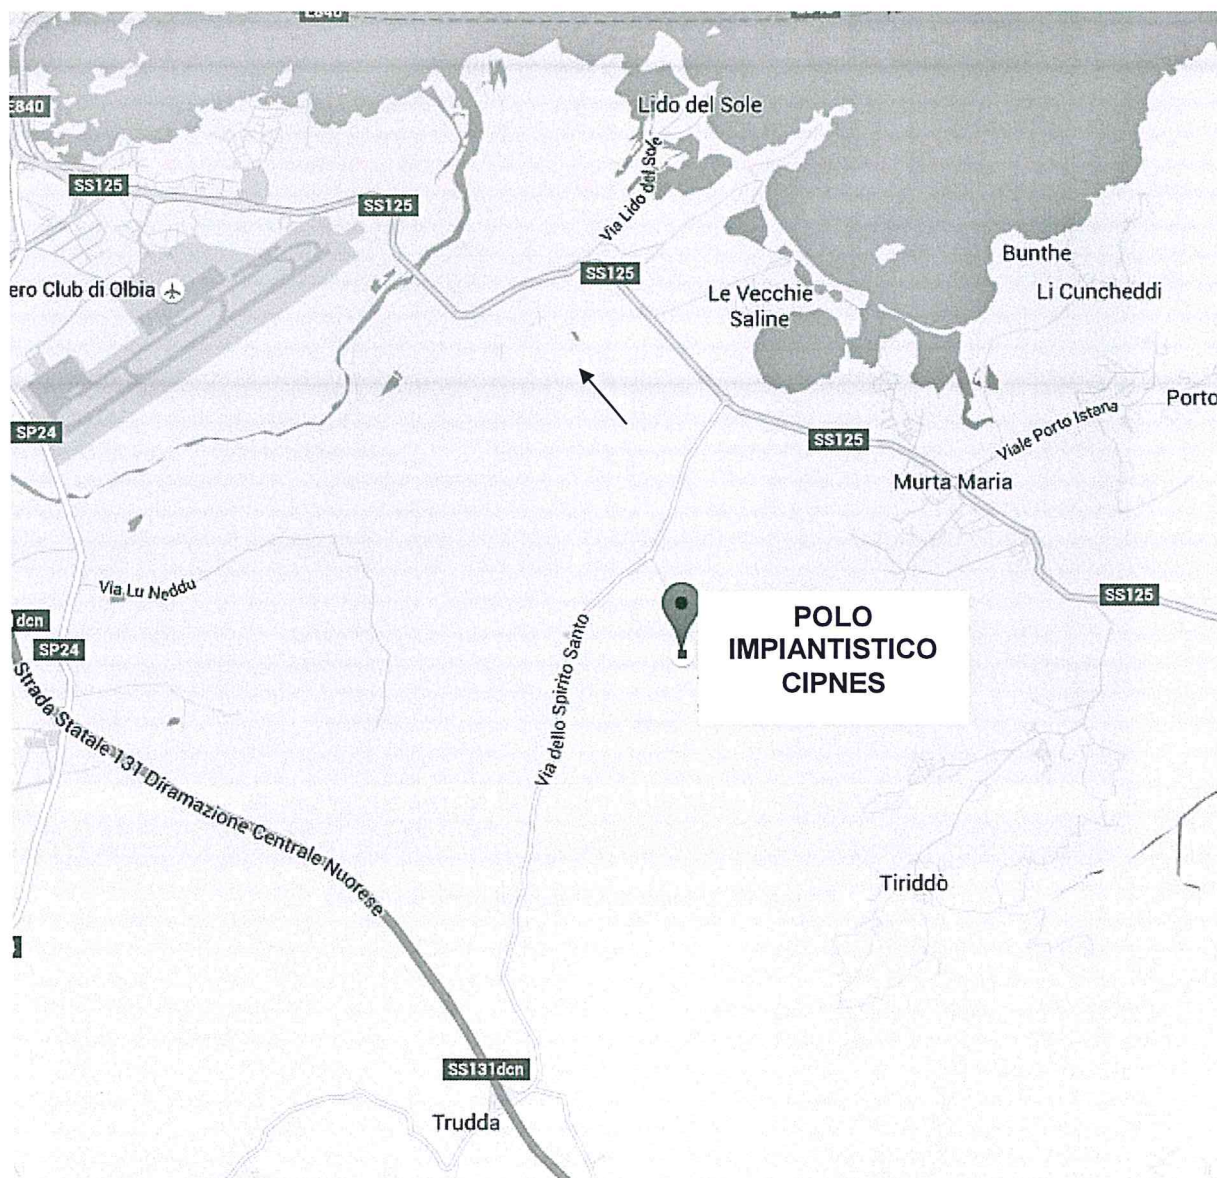 E840
Lido del Sole
E840
Via Lido del Sole
SS125
SS125
Bunthe
SS125
ero Club di Olbia
Li Cuncheddi
Le Vecchie
Saline
Porto
Viale Porto Istana
SP24
SS125
Murta Maria
Via Lu Neddu
SS125
dcn
POLO
IMPIANTISTICO
CIPNES
SP24
Via dello Spirito Santo
Strada Statale 131 Diramazione Centrale Nuorese
Tiriddò
SS131dcn
Trudda